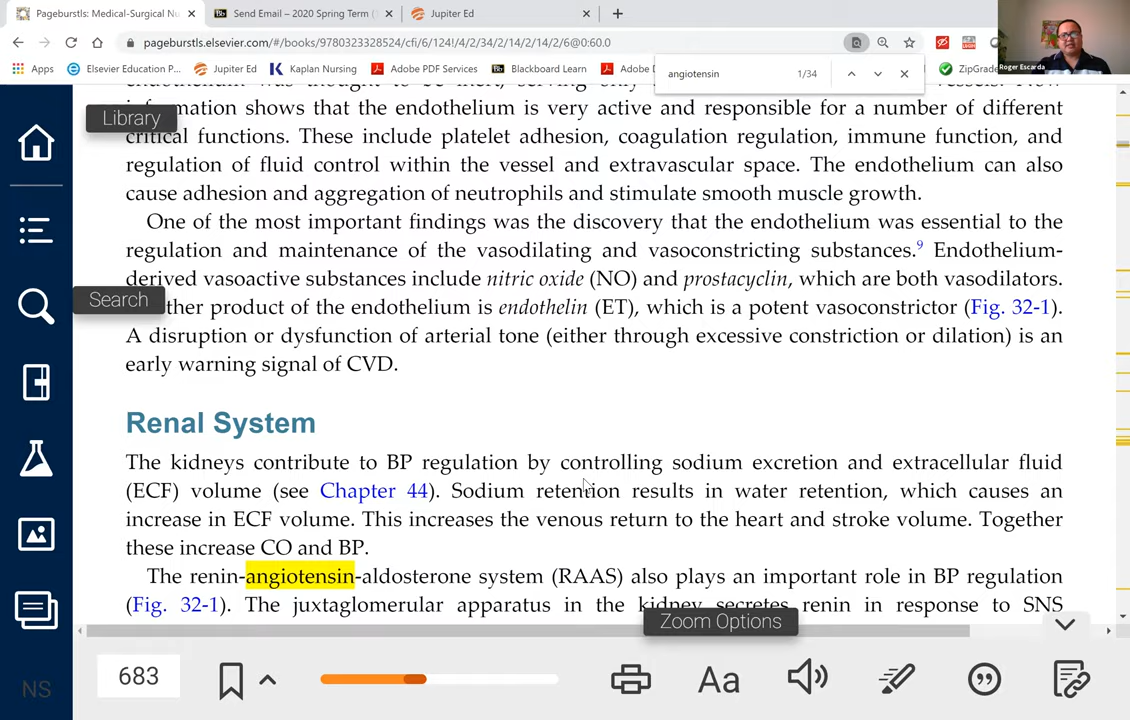 Pageburstls: Medical-Surgical Nu
Send Email – 2020 Spring Term (
Jupiter Ed
pageburstls.elsevier.com/#/books/9780323328524/cfi/6/124!/4/2/34/2/14/2/14/2/6@0:60.0
Roger Escarda
Apps
Elsevier Education P...
Jupiter Ed
Kaplan Nursing
Adobe PDF Services
Blackboard Learn
Adobe D
angiotensin 1/34
ZipGrade
information shows that the endothelium is very active and responsible for a number of different
Library
critical functions. These include platelet adhesion, coagulation regulation, immune function, and
regulation of fluid control within the vessel and extravascular space. The endothelium can also
cause adhesion and aggregation of neutrophils and stimulate smooth muscle growth.
One of the most important findings was the discovery that the endothelium was essential to the
regulation and maintenance of the vasodilating and vasoconstricting substances.9 Endothelium-
derived vasoactive substances include nitric oxide (NO) and prostacyclin, which are both vasodilators.
Search
ther product of the endothelium is endothelin (ET), which is a potent vasoconstrictor (Fig. 32-1).
A disruption or dysfunction of arterial tone (either through excessive constriction or dilation) is an
early warning signal of CVD.
Renal System
The kidneys contribute to BP regulation by controlling sodium excretion and extracellular fluid
(ECF) volume (see Chapter 44). Sodium retention results in water retention, which causes an
increase in ECF volume. This increases the venous return to the heart and stroke volume. Together
these increase CO and BP.
The renin-angiotensin-aldosterone system (RAAS) also plays an important role in BP regulation
(Fig. 32-1). The juxtaglomerular apparatus in the kidney secretes renin in response to SNS
Zoom Options
NS
683
Aa